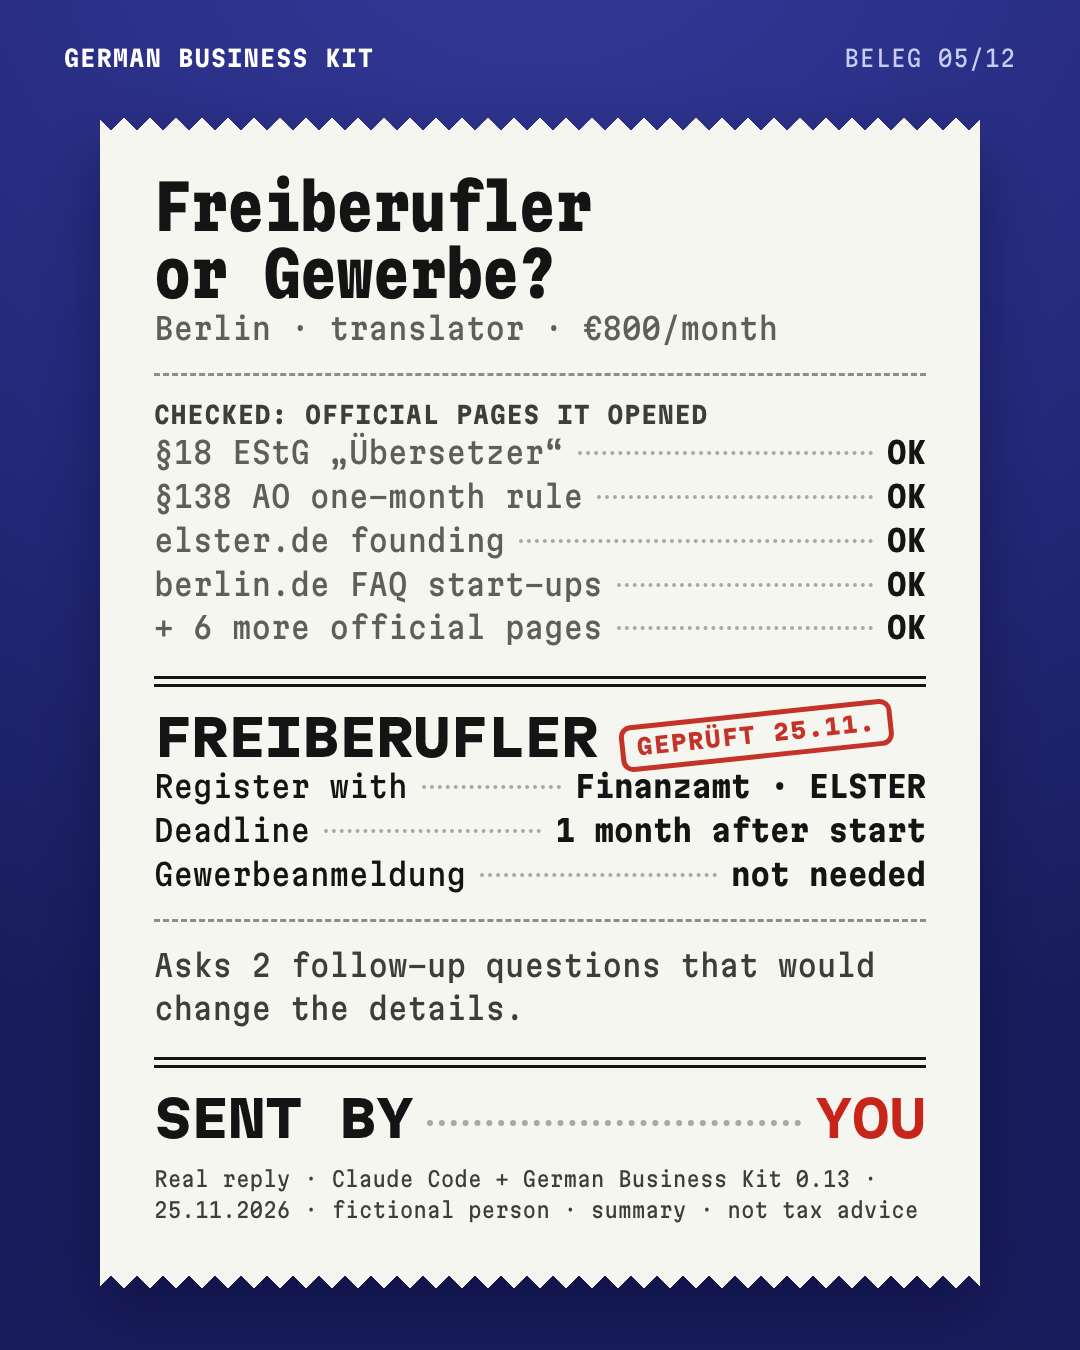 GERMAN BUSINESS KIT
BELEG 05/12
Freiberufler
or Gewerbe?
Berlin · translator · €800/month
CHECKED: OFFICIAL PAGES IT OPENED
§18 EStG „Übersetzer“ OK
§138 AO one–month rule OK
elster.de founding OK
berlin.de FAQ start–ups OK
+ 6 more official pages OK
FREIBERUFLER
GEPRÜFT 25.11.
Register with Finanzamt · ELSTER
Deadline 1 month after start
Gewerbeanmeldung not needed
Asks 2 follow–up questions that would
change the details.
SENT BY YOU
Real reply · Claude Code + German Business Kit 0.13 ·
25.11.2026 · fictional person · summary · not tax advice